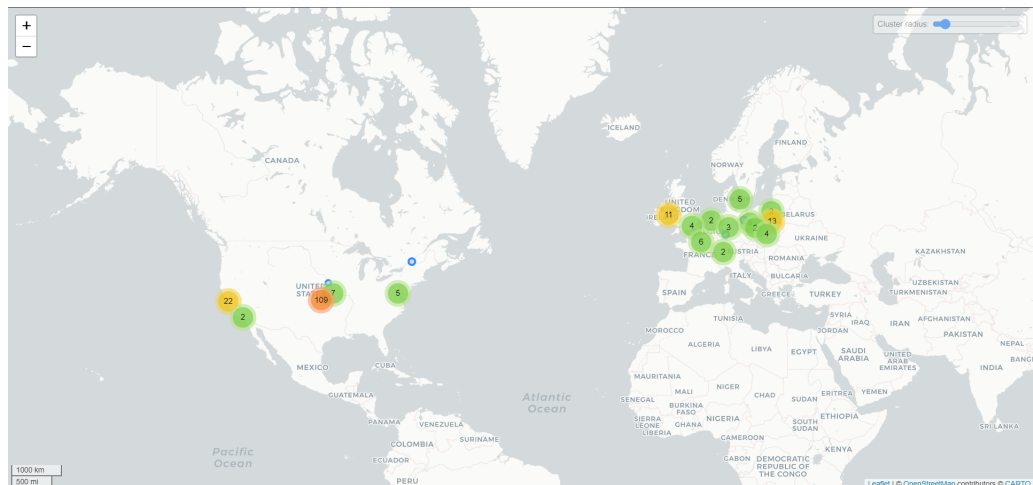 +
−
Cluster radius:
ICELAND
FINLAND
NORWAY
CANADA
5
11
2
13
4
3
4
6
2
UKRAINE
ROMANIA
BULGARIA
ITALY
SPAIN
GREECE
TURKEY
KAZAKHSTAN
UZBEKISTAN
TURKMENISTAN
22
109
7
5
2
MEXICO
CUBA
GUATEMALA
PANAMA
VENEZUELA
SURINAME
COLOMBIA
ECUADOR
PERU
TUNISIA
MOROCCO
ALGERIA
LIBYA
EGYPT
SYRIA
IRAQ
JORDAN
IRAN
AFGHANISTAN
PAKISTAN
NEPAL
SAUDI
ARABIA
UNITED
ARAB
EMIRATES
INDIA
MAURITANIA
MALI
NIGER
CHAD
SUDAN
ERITREA
YEMEN
SENEGAL
BURKINA
FASO
SIERRA
LEONE
LIBERIA
GHANA
NIGERIA
SOUTH
SUDAN
ETHIOPIA
SRI LANKA
CAMEROON
KENYA
GABON
DEMOCRATIC
REPUBLIC OF
THE CONGO
Atlantic
Ocean
Pacific
Ocean
1000 km
500 mi
Leaflet | © OpenStreetMap contributors © CARTO